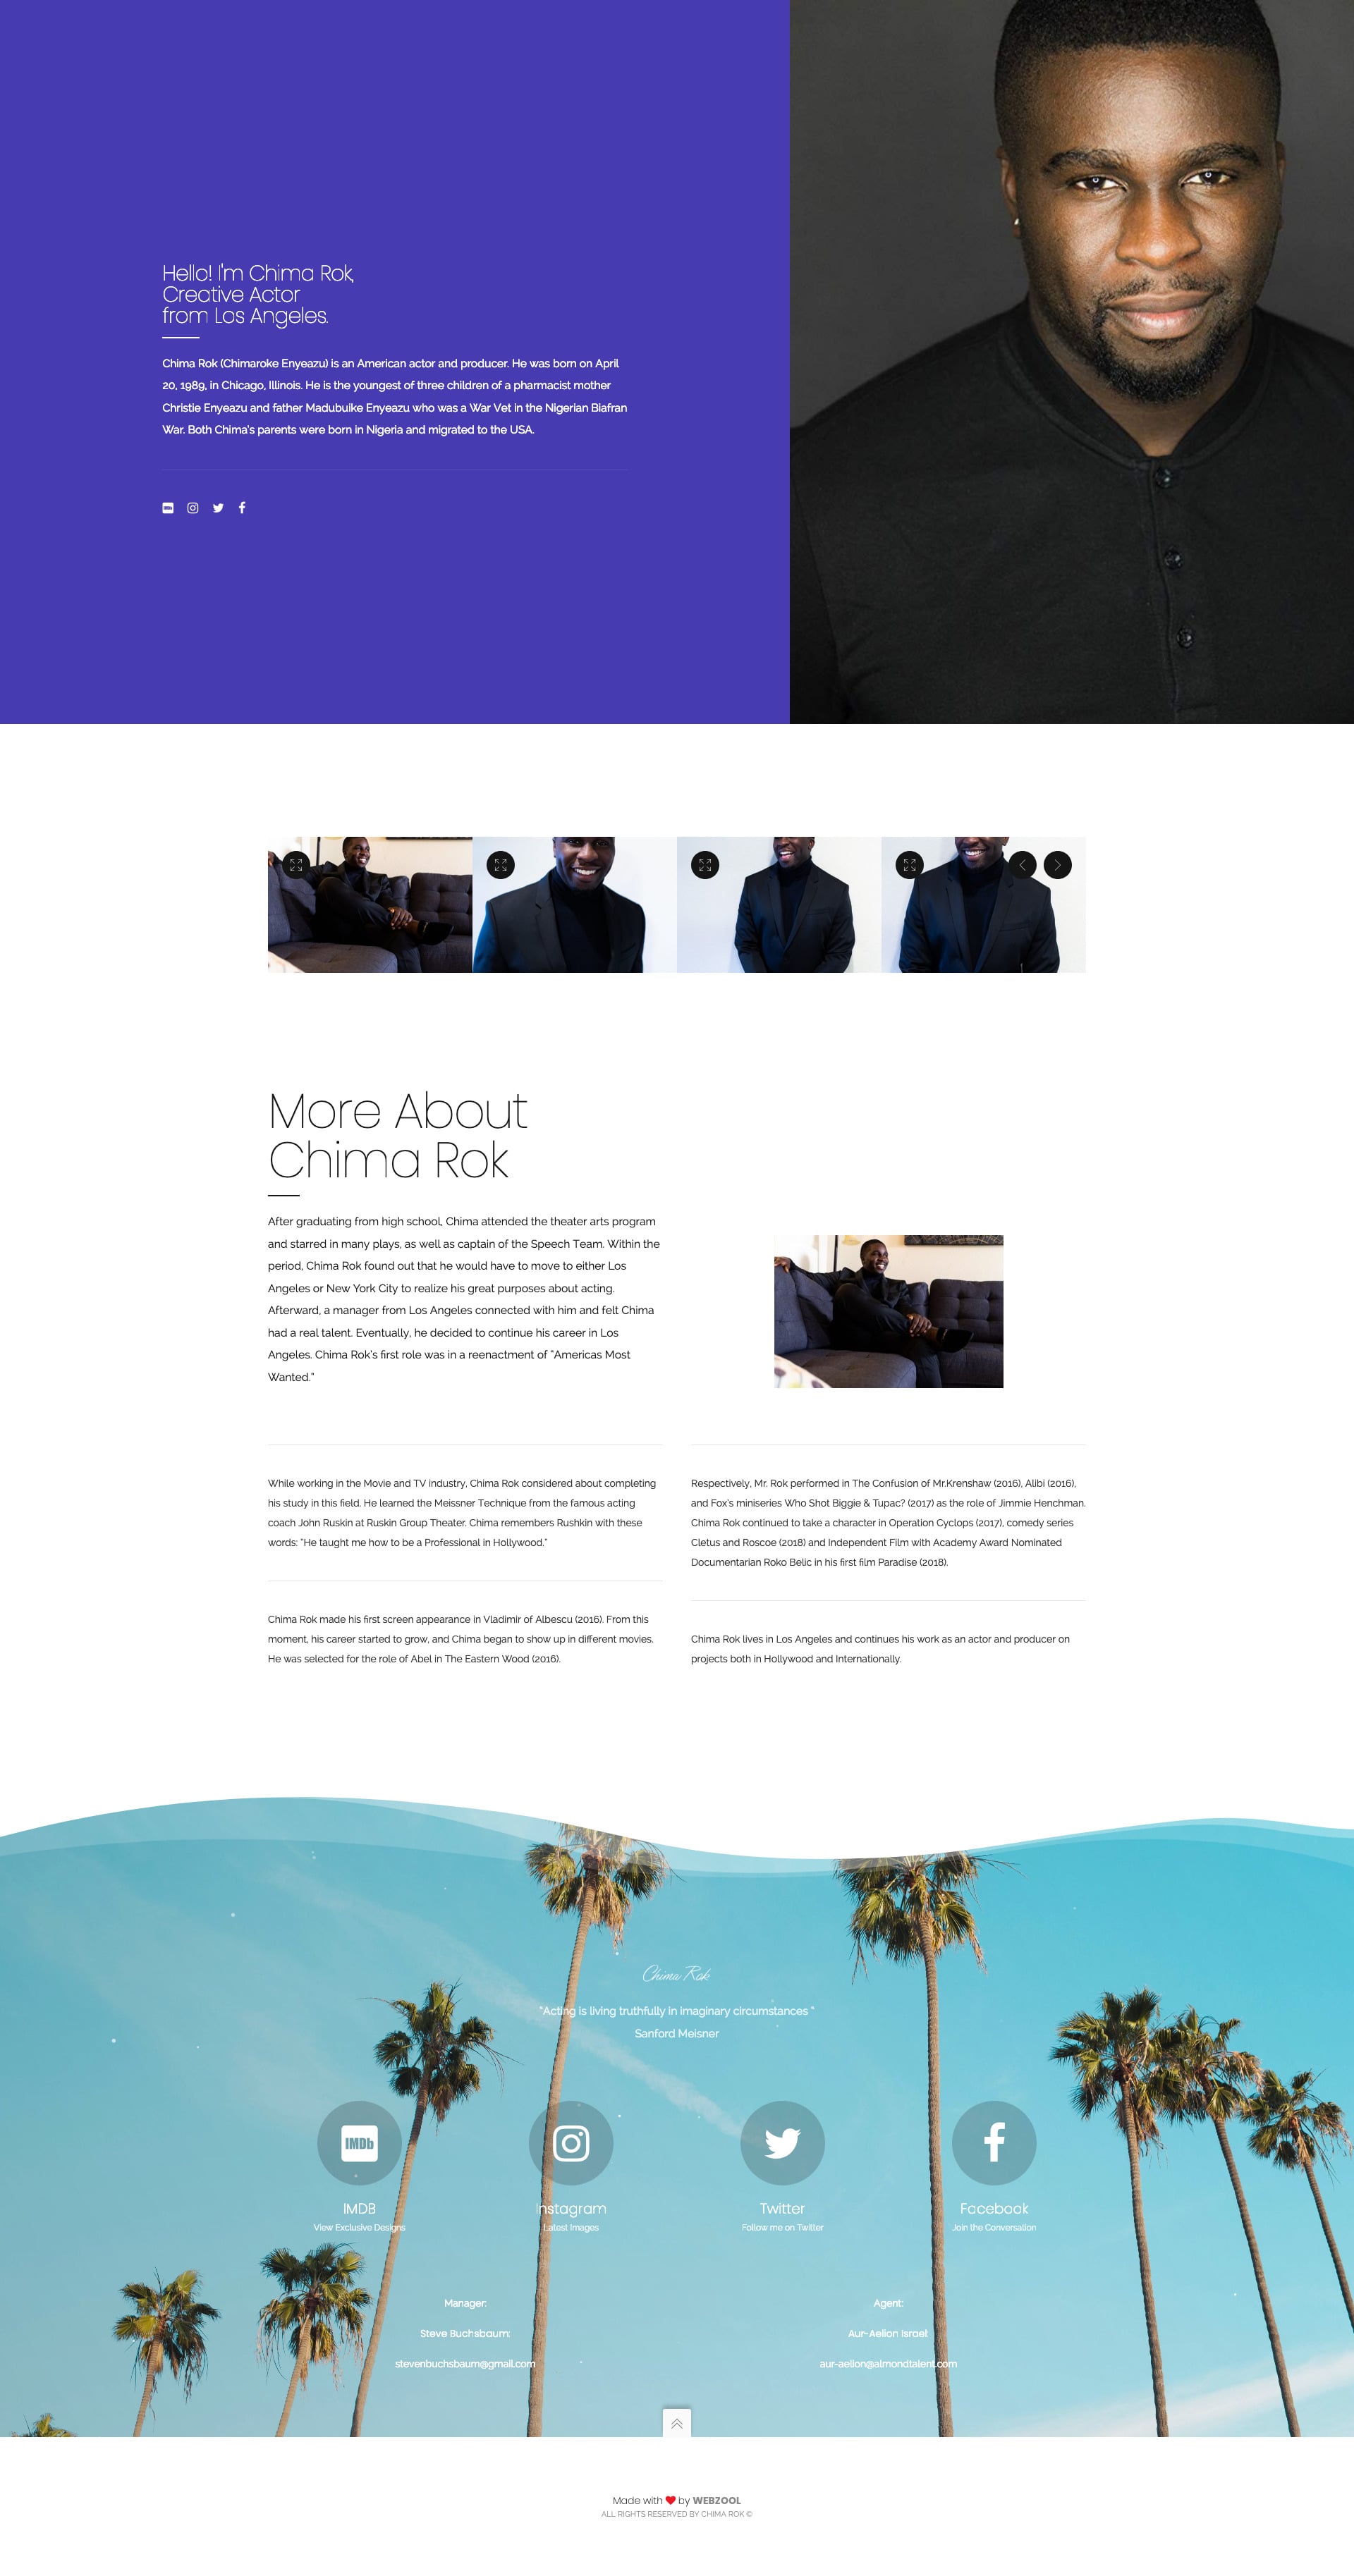 Hello! I'm Chima Rok,
Creative Actor
from Los Angeles.
Chima Rok (Chimaroke Enyeazu) is an American actor and producer. He was born on April
20, 1989, in Chicago, Illinois. He is the youngest of three children of a pharmacist mother
Christie Enyeazu and father Madubuike Enyeazu who was a War Vet in the Nigerian Biafran
War. Both Chima's parents were born in Nigeria and migrated to the USA.
More About
Chima Rok
After graduating from high school, Chima attended the theater arts program
and starred in many plays, as well as captain of the Speech Team. Within the
period, Chima Rok found out that he would have to move to either Los
Angeles or New York City to realize his great purposes about acting.
Afterward, a manager from Los Angeles connected with him and felt Chima
had a real talent. Eventually, he decided to continue his career in Los
Angeles. Chima Rok's first role was in a reenactment of "Americas Most
Wanted."
While working in the Movie and TV industry, Chima Rok considered about completing
his study in this field. He learned the Meissner Technique from the famous acting
coach John Ruskin at Ruskin Group Theater. Chima remembers Rushkin with these
words: "He taught me how to be a Professional in Hollywood."
Chima Rok made his first screen appearance in Vladimir of Albescu (2016). From this
moment, his career started to grow, and Chima began to show up in different movies.
He was selected for the role of Abel in The Eastern Wood (2016).
Respectively, Mr. Rok performed in The Confusion of Mr.Krenshaw (2016), Alibi (2016),
and Fox's miniseries Who Shot Biggie & Tupac? (2017) as the role of Jimmie Henchman.
Chima Rok continued to take a character in Operation Cyclops (2017), comedy series
Cletus and Roscoe (2018) and Independent Film with Academy Award Nominated
Documentarian Roko Belic in his first film Paradise (2018).
Chima Rok lives in Los Angeles and continues his work as an actor and producer on
projects both in Hollywood and Internationally.
Chima Rok
"Acting is living truthfully in imaginary circumstances "
Sanford Meisner
IMDb
IMDB
View Exclusive Designs
Instagram
Latest Images
Twitter
Follow me on Twitter
Facebook
Join the Conversation
Manager:
Steve Buchsbaum:
stevenbuchsbaum@gmail.com
Agent:
Aur-Aelion Israel:
aur-aelion@almondtalent.com
Made with ❤ by WEBZOOL
ALL RIGHTS RESERVED BY CHIMA ROK ©